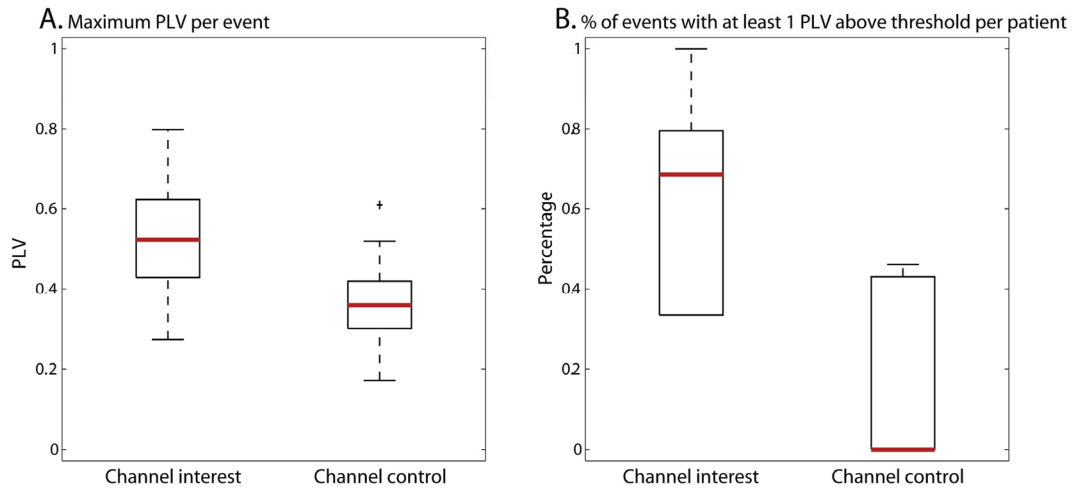 A. Maximum PLV per event
1
0.8
0.6
0.4
0.2
0
PLV
Channel interest
Channel control
B. % of events with at least 1 PLV above threshold per patient
1
0.8
0.6
0.4
0.2
0
Percentage
Channel interest
Channel control